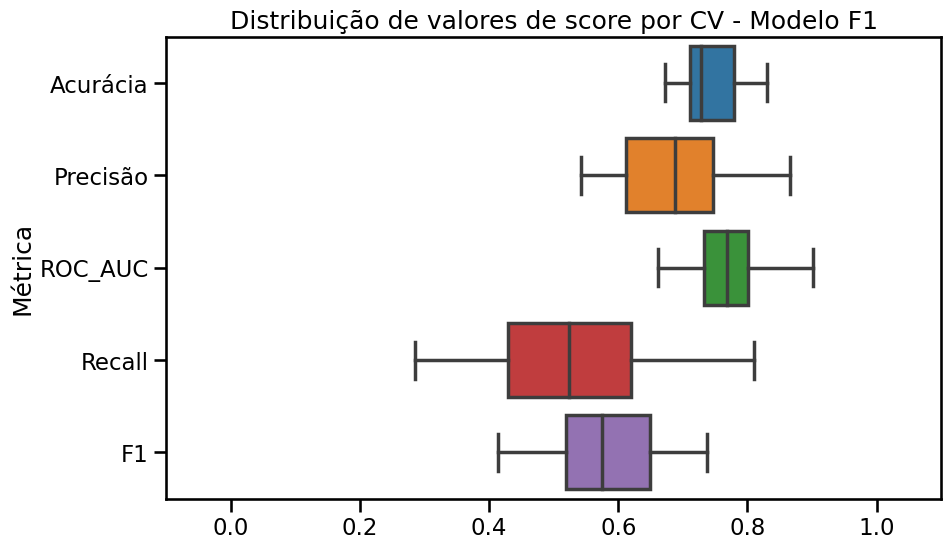 Distribuição de valores de score por CV - Modelo F1
Métrica
Acurácia
Precisão
ROC_AUC
Recall
F1
0.0 0.2 0.4 0.6 0.8 1.0